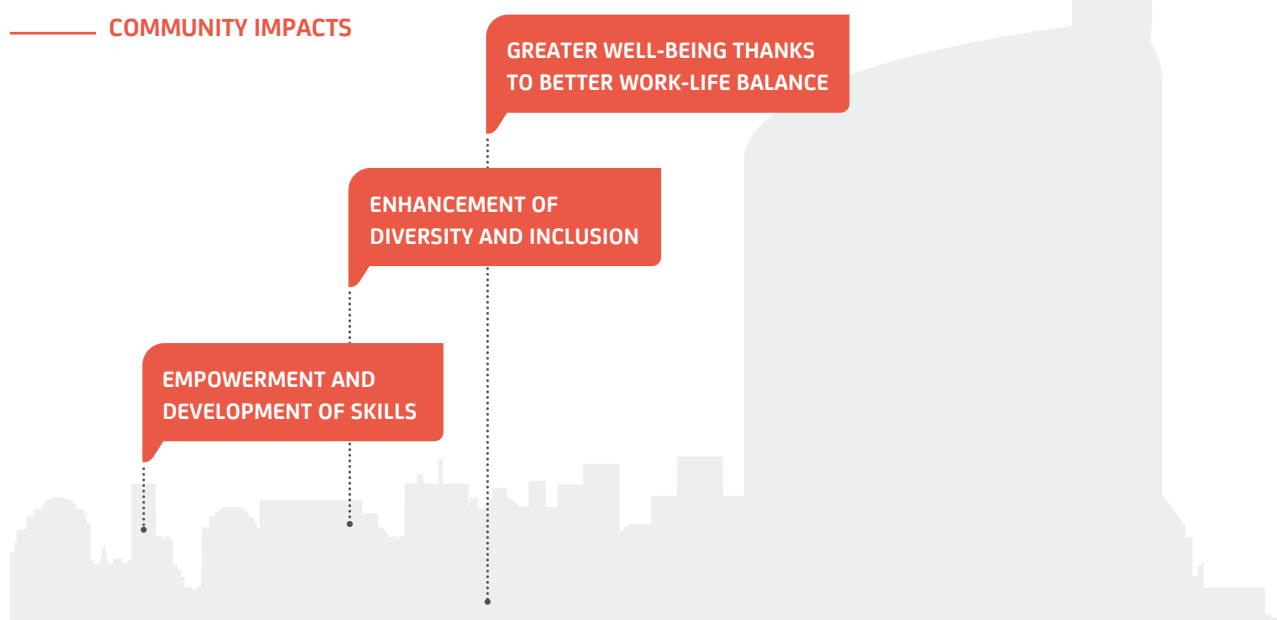 COMMUNITY IMPACTS
GREATER WELL-BEING THANKS
TO BETTER WORK-LIFE BALANCE
ENHANCEMENT OF
DIVERSITY AND INCLUSION
EMPOWERMENT AND
DEVELOPMENT OF SKILLS